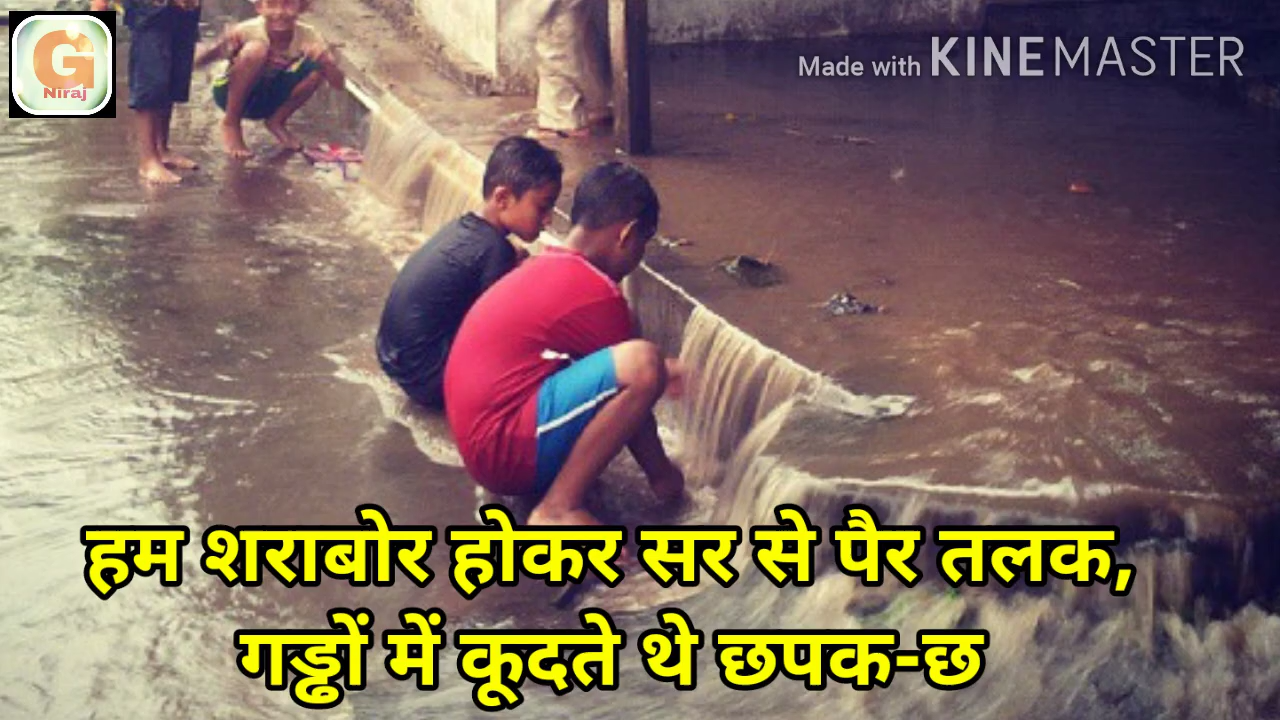 G
Niraj
Made with KINEMASTER
हम शराबोर होकर सर से पैर तलक,
गड्ढों में कूदते थे छपक-छ